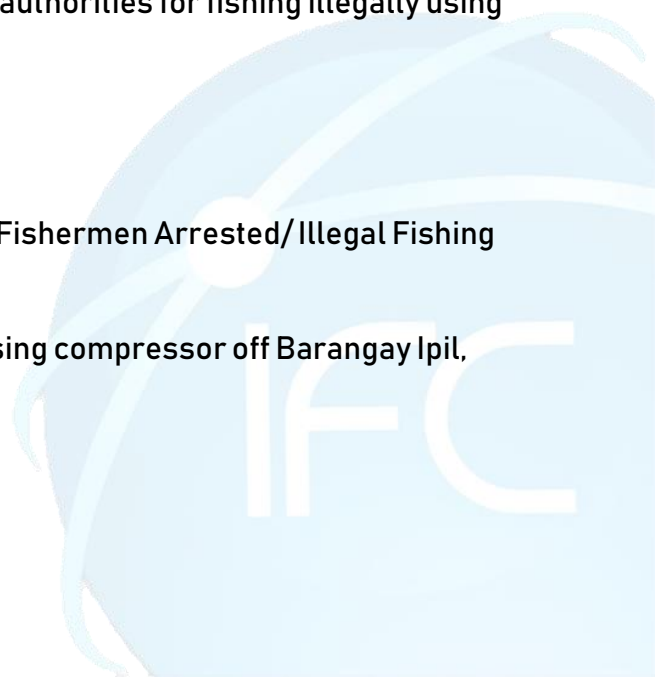 authorities for fishing illegally using
Fishermen Arrested/ Illegal Fishing
sing compressor off Barangay Ipil,
IFC